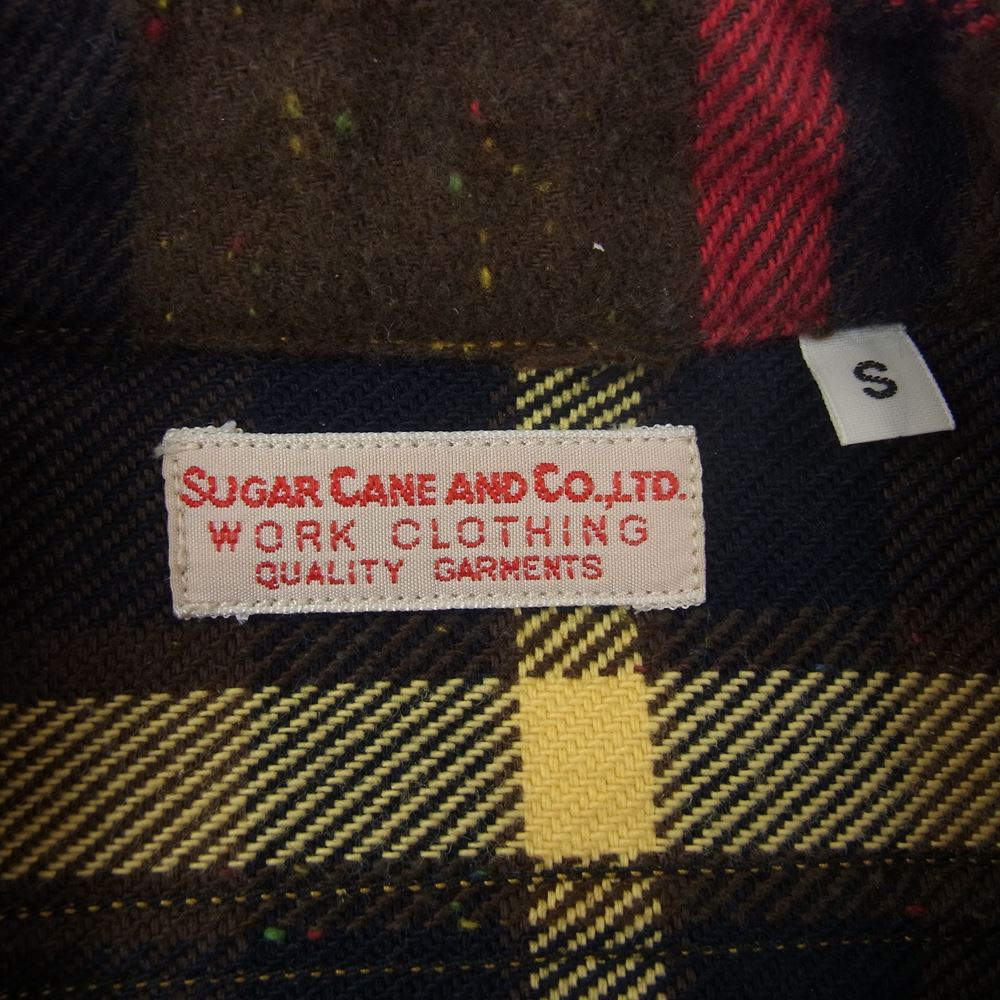 S
SUGAR CANE AND CO.,LTD.
WORK CLOTHING
QUALITY GARMENTS